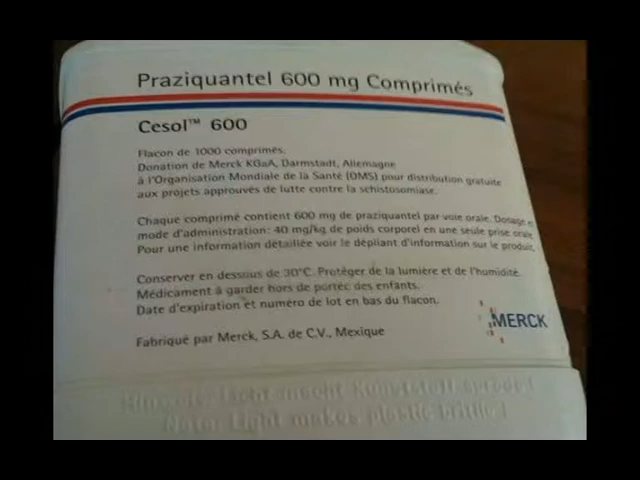 Praziquantel 600 mg Comprimés
Cesol™ 600
Flacon de 1000 comprimés.
Donation de Merck KGaA, Darmstadt, Allemagne
à l'Organisation Mondiale de la Santé (OMS) pour distribution gratuite
aux projets approuvés de lutte contre la schistosomiase.
Chaque comprimé contient 600 mg de praziquantel par voie orale. Dosage e
mode d'administration: 40 mg/kg de poids corporel en une seule prise orale
Pour une information détaillée voir le dépliant d'information sur le produit.
Conserver en dessous de 30°C. Protéger de la lumière et de l'humidité.
Médicament à garder hors de portée des enfants.
Date d'expiration et numéro de lot en bas du flacon.
MERCK
Fabriqué par Merck, S.A. de C.V., Mexique
macht Kunststoff
Light makes plastic brittle!